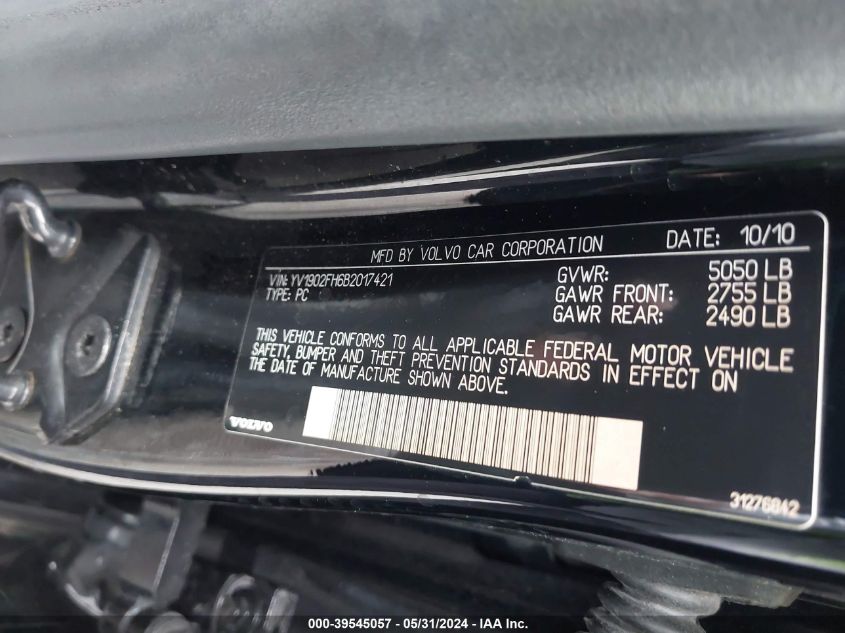 MFD BY VOLVO CAR CORPORATION DATE: 10/10
VIN: YV1902FH6B2017421
TYPE: PC
GVWR: 5050 LB
GAWR FRONT: 2755 LB
GAWR REAR: 2490 LB
THIS VEHICLE CONFORMS TO ALL APPLICABLE FEDERAL MOTOR VEHICLE
SAFETY, BUMPER AND THEFT PREVENTION STANDARDS IN EFFECT ON
THE DATE OF MANUFACTURE SHOWN ABOVE.
VOLVO
31276842
000-39545057 - 05/31/2024 - IAA Inc.